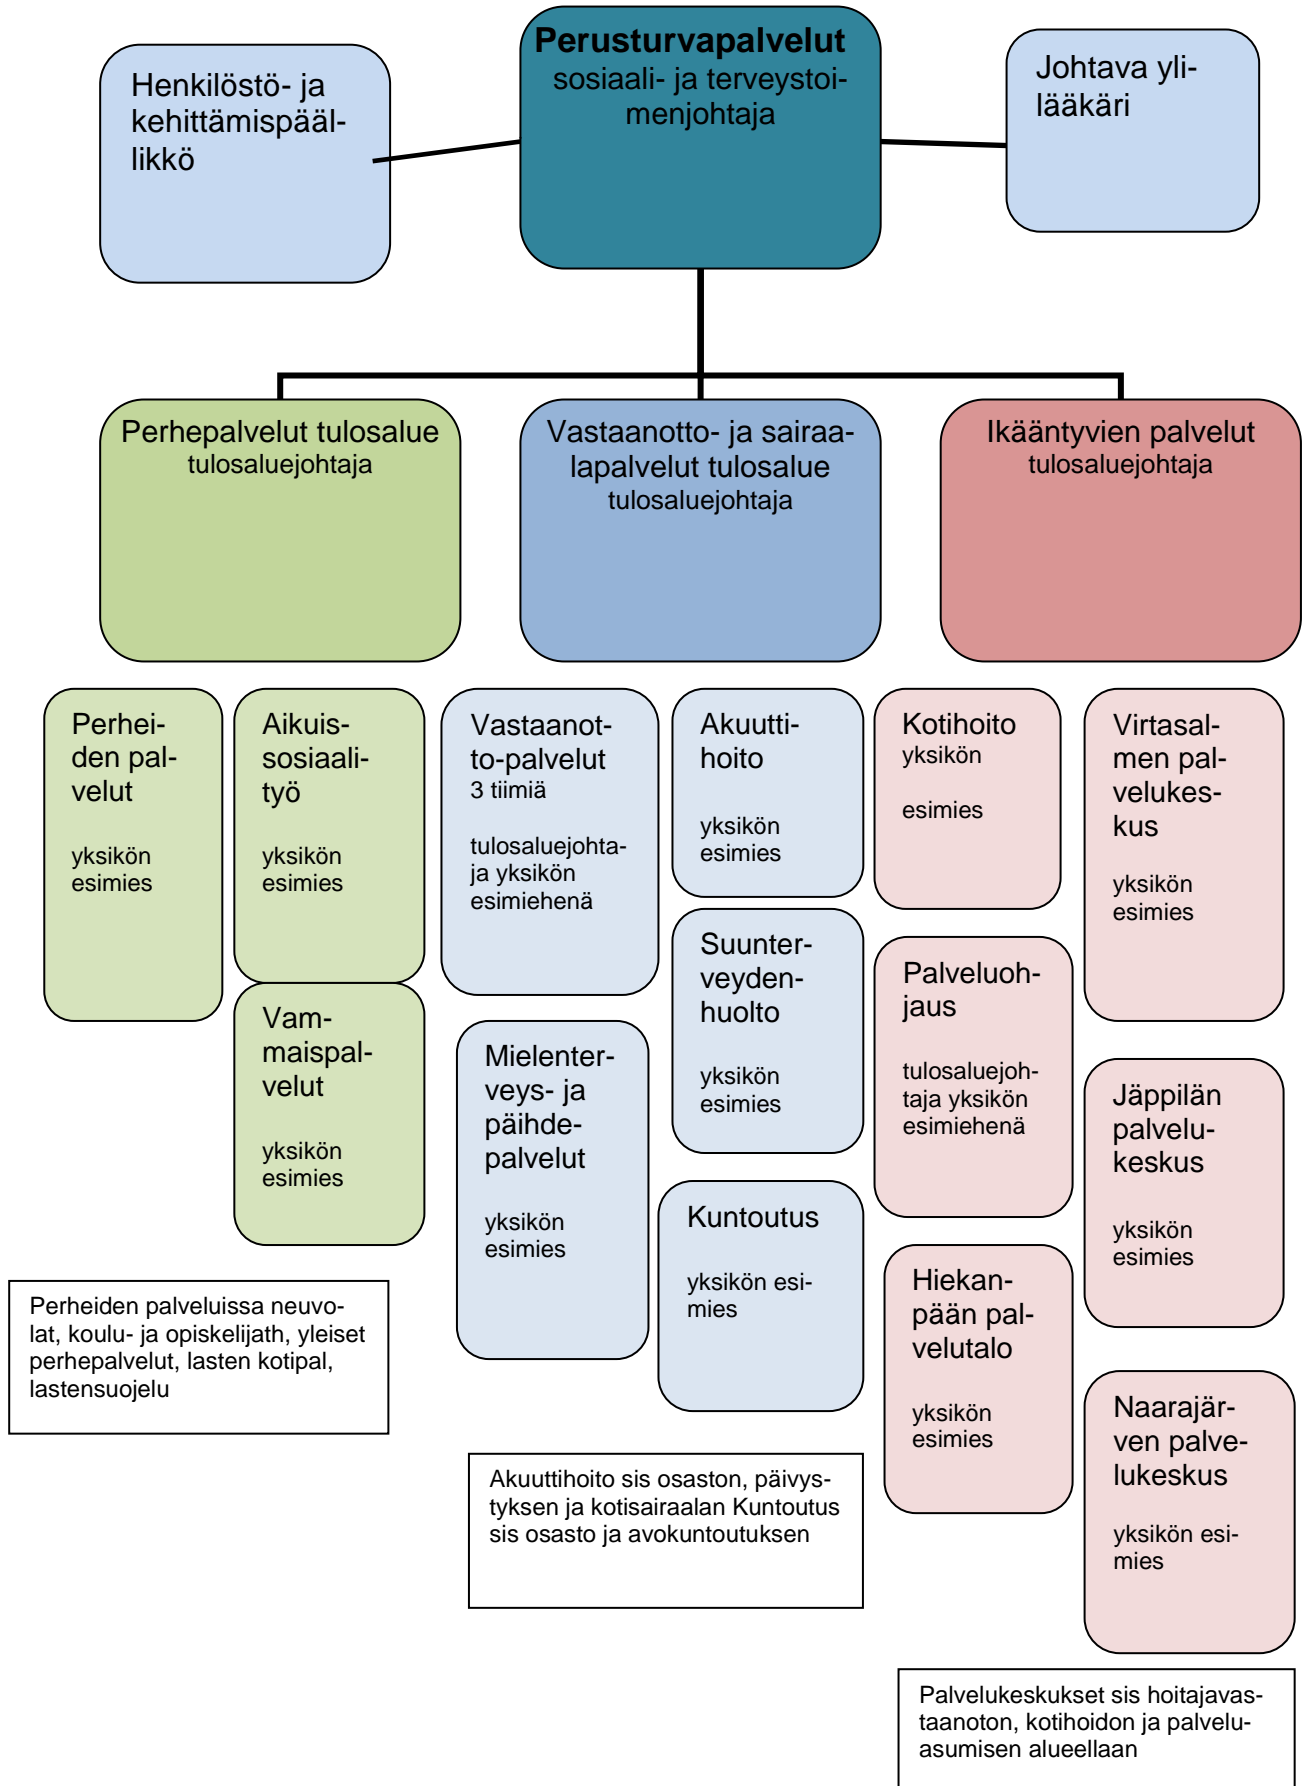 Perusturvapalvelut
sosiaali- ja terveystoi-
menjohtaja
Henkilöstö- ja
kehittämispääl-
likkö
Johtava yli-
lääkäri
Perhepalvelut tulosalue
tulosaluejohtaja
Vastaanotto- ja sairaa-
lapalvelut tulosalue
tulosaluejohtaja
Ikääntyvien palvelut
tulosaluejohtaja
Perhei-
den pal-
velut
yksikön
esimies
Aikuis-
sosiaali-
työ
yksikön
esimies
Vam-
maispal-
velut
yksikön
esimies
Perheiden palveluissa neuvo-
lat, koulu- ja opiskelijath, yleiset
perhepalvelut, lasten kotipal,
lastensuojelu
Vastaanot-
to-palvelut
3 tiimiä
tulosaluejohta-
ja yksikön
esimiehenä
Mielenter-
veys- ja
päihde-
palvelut
yksikön
esimies
Akuutti-
hoito
yksikön
esimies
Suunter-
veyden-
huolto
yksikön
esimies
Kuntoutus
yksikön esi-
mies
Akuuttihoito sis osaston, päivys-
tyksen ja kotisairaalan Kuntoutus
sis osasto ja avokuntoutuksen
Kotihoito
yksikön
esimies
Palveluoh-
jaus
tulosaluejoh-
taja yksikön
esimiehenä
Hiekan-
pään pal-
velutalo
yksikön
esimies
Virtasal-
men pal-
velukes-
kus
yksikön
esimies
Jäppilän
palvelu-
keskus
yksikön
esimies
Naarajär-
ven palve-
lukeskus
yksikön esi-
mies
Palvelukeskukset sis hoitajavas-
taanoton, kotihoidon ja palvelu-
asumisen alueellaan